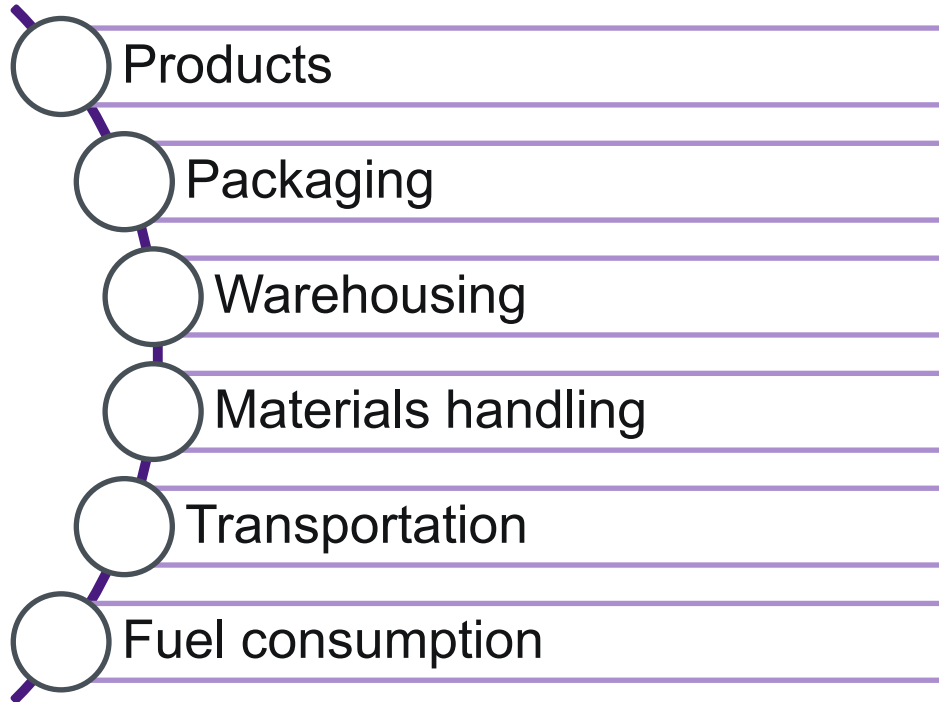 Products
Packaging
Warehousing
Materials handling
Transportation
Fuel consumption